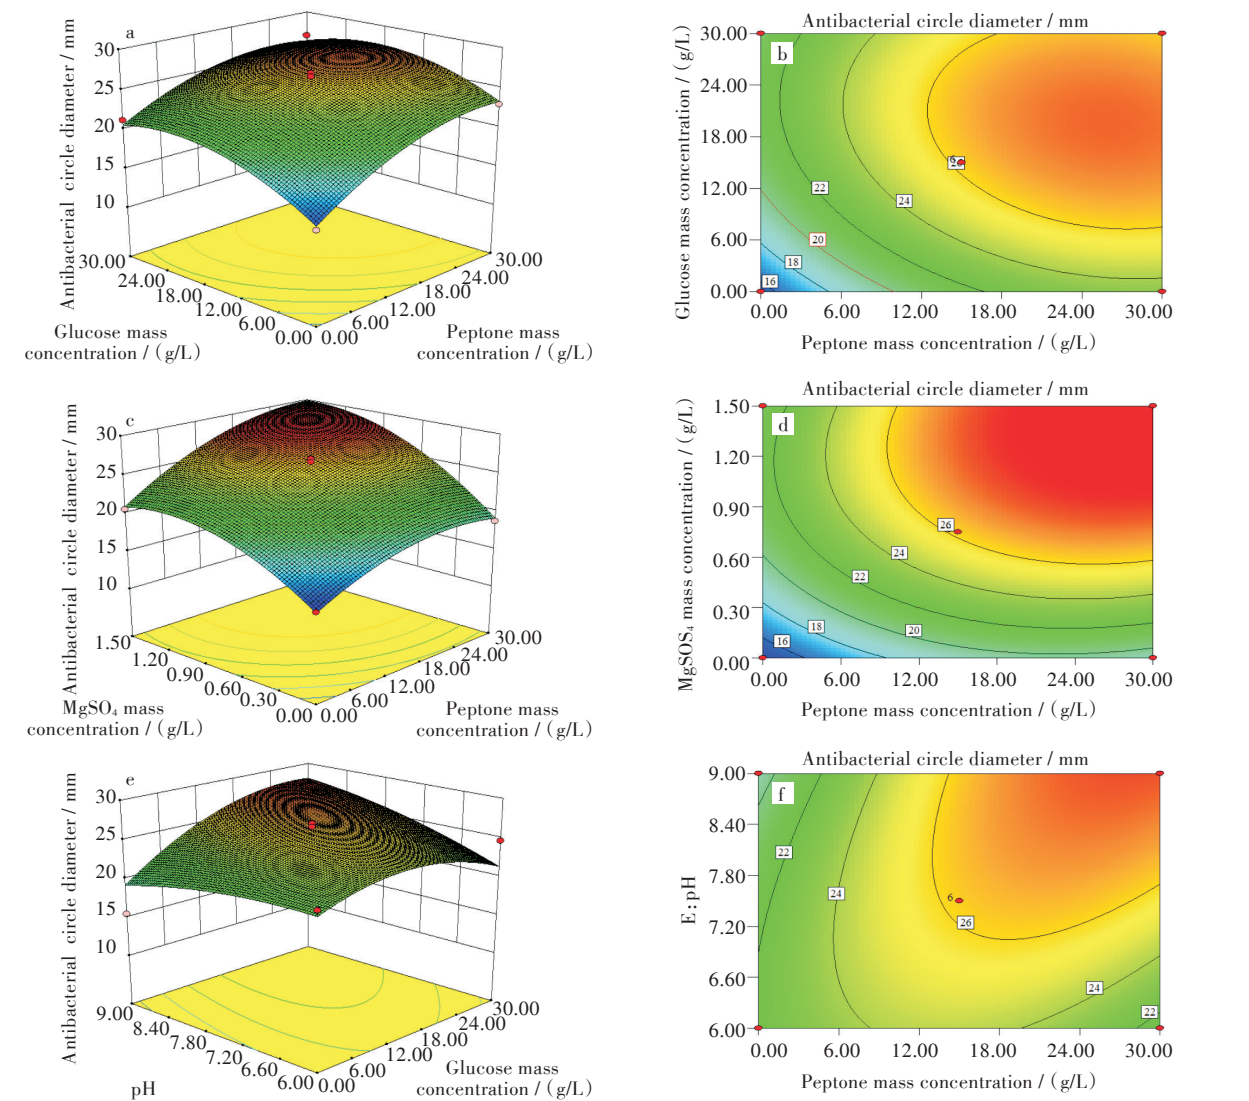 a
Antibacterial circle diameter / mm
30
25
20
15
10
30.00
24.00
18.00
12.00
6.00
0.00
0.00
6.00
12.00
18.00
24.00
30.00
Glucose mass
concentration / (g/L)
Peptone mass
concentration / (g/L)
Antibacterial circle diameter / mm
b
Glucose mass concentration / (g/L)
30.00
24.00
18.00
12.00
6.00
0.00
6
22
24
20
18
16
0.00 6.00 12.00 18.00 24.00 30.00
Peptone mass concentration / (g/L)
c
Antibacterial circle diameter / mm
30
25
20
15
10
1.50
1.20
0.90
0.60
0.30
0.00
0.00
6.00
12.00
18.00
24.00
30.00
MgSO₄ mass
concentration / (g/L)
Peptone mass
concentration / (g/L)
Antibacterial circle diameter / mm
d
MgSOS₄ mass concentration / (g/L)
1.50
1.20
0.90
0.60
0.30
0.00
26
24
22
20
18
16
0.00 6.00 12.00 18.00 24.00 30.00
Peptone mass concentration / (g/L)
e
Antibacterial circle diameter / mm
30
25
20
15
10
9.00
8.40
7.80
7.20
6.60
6.00
0.00
6.00
12.00
18.00
24.00
30.00
pH
Glucose mass
concentration / (g/L)
Antibacterial circle diameter / mm
f
E:pH
9.00
8.40
7.80
7.20
6.60
6.00
22
24
6
26
24
22
0.00 6.00 12.00 18.00 24.00 30.00
Peptone mass concentration / (g/L)